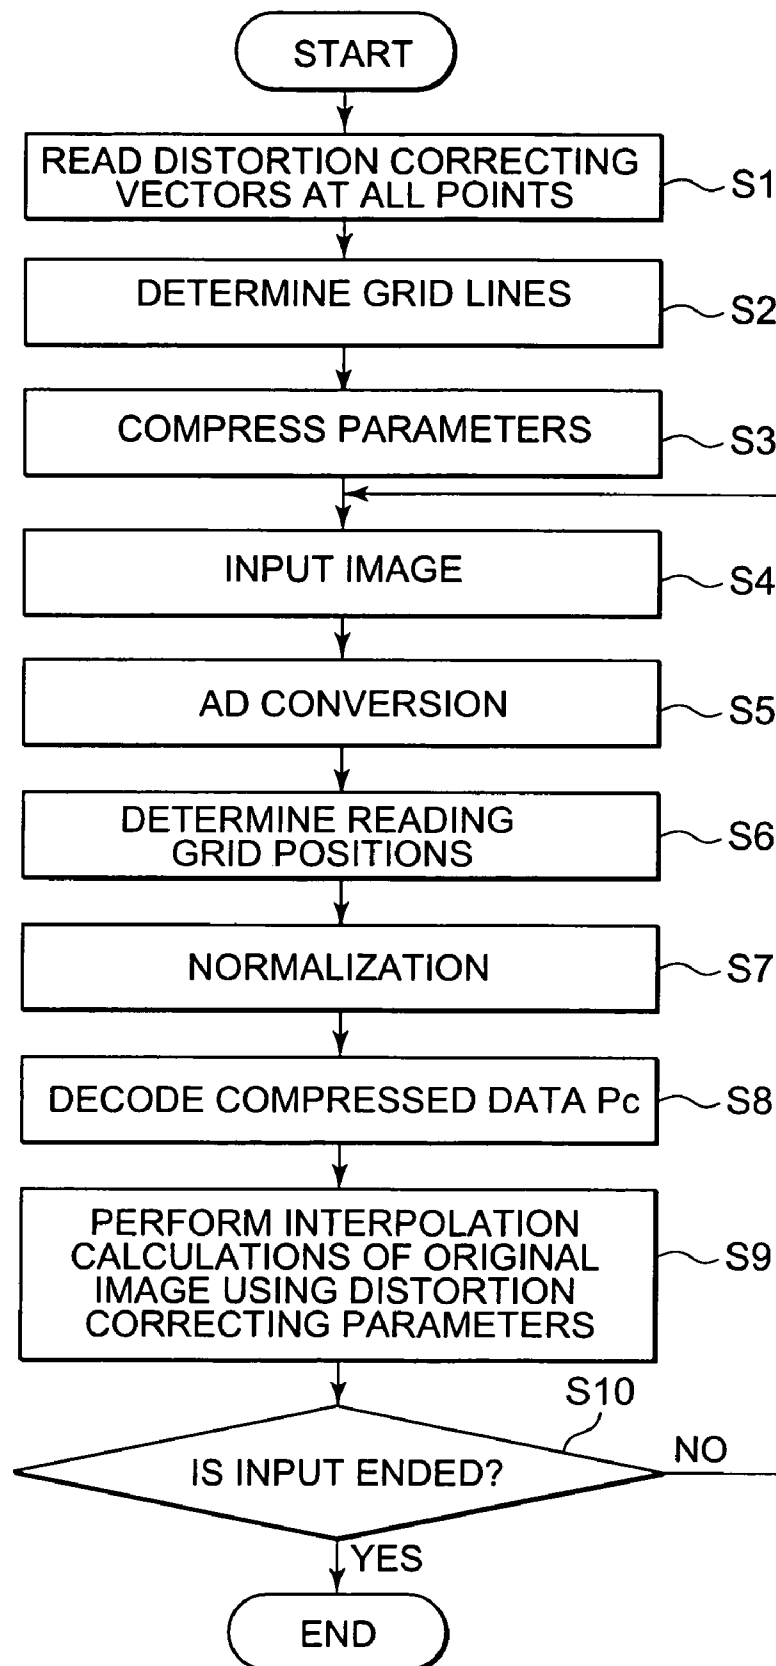 START
READ DISTORTION CORRECTING
VECTORS AT ALL POINTS
S1
DETERMINE GRID LINES
S2
COMPRESS PARAMETERS
S3
INPUT IMAGE
S4
AD CONVERSION
S5
DETERMINE READING
GRID POSITIONS
S6
NORMALIZATION
S7
DECODE COMPRESSED DATA Pc
S8
PERFORM INTERPOLATION
CALCULATIONS OF ORIGINAL
IMAGE USING DISTORTION
CORRECTING PARAMETERS
S9
S10
IS INPUT ENDED?
NO
YES
END